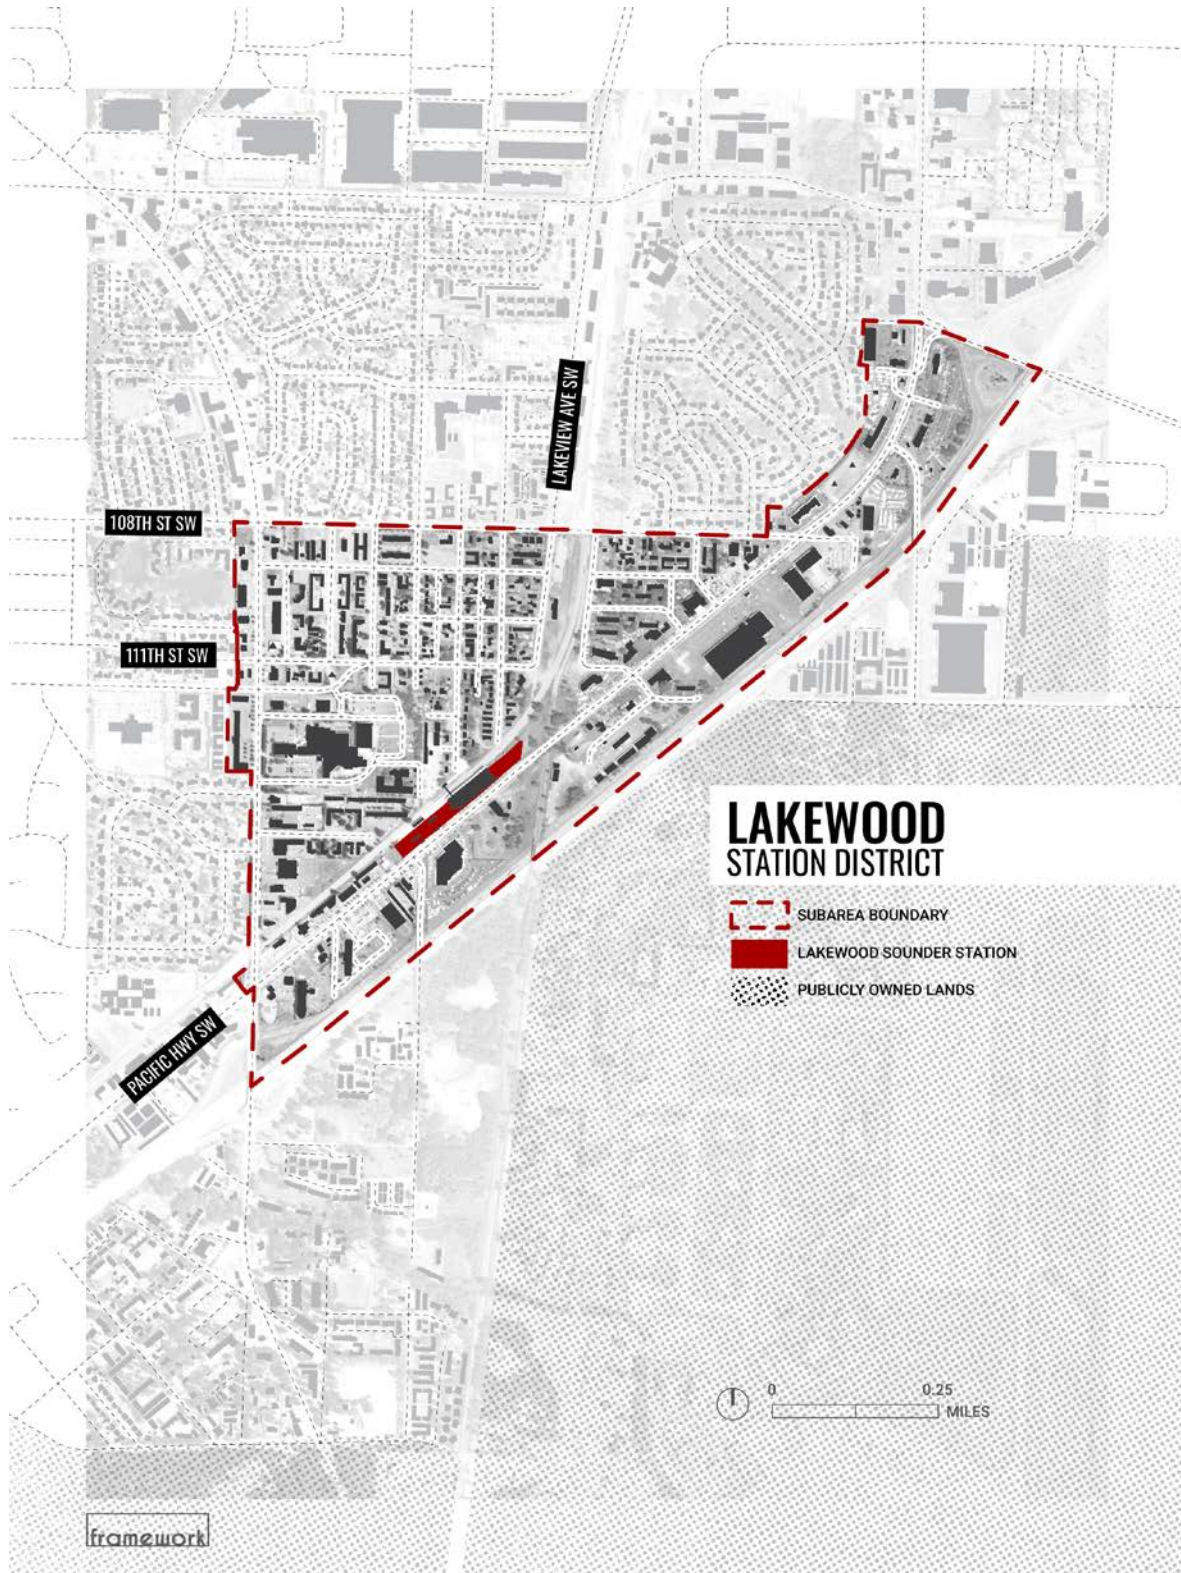 LAKEVIEW AVE SW
108TH ST SW
111TH ST SW
LAKEWOOD
STATION DISTRICT
SUBAREA BOUNDARY
LAKEWOOD SOUNDER STATION
PUBLICLY OWNED LANDS
PACIFIC HWY SW
0 0.25
MILES
framework